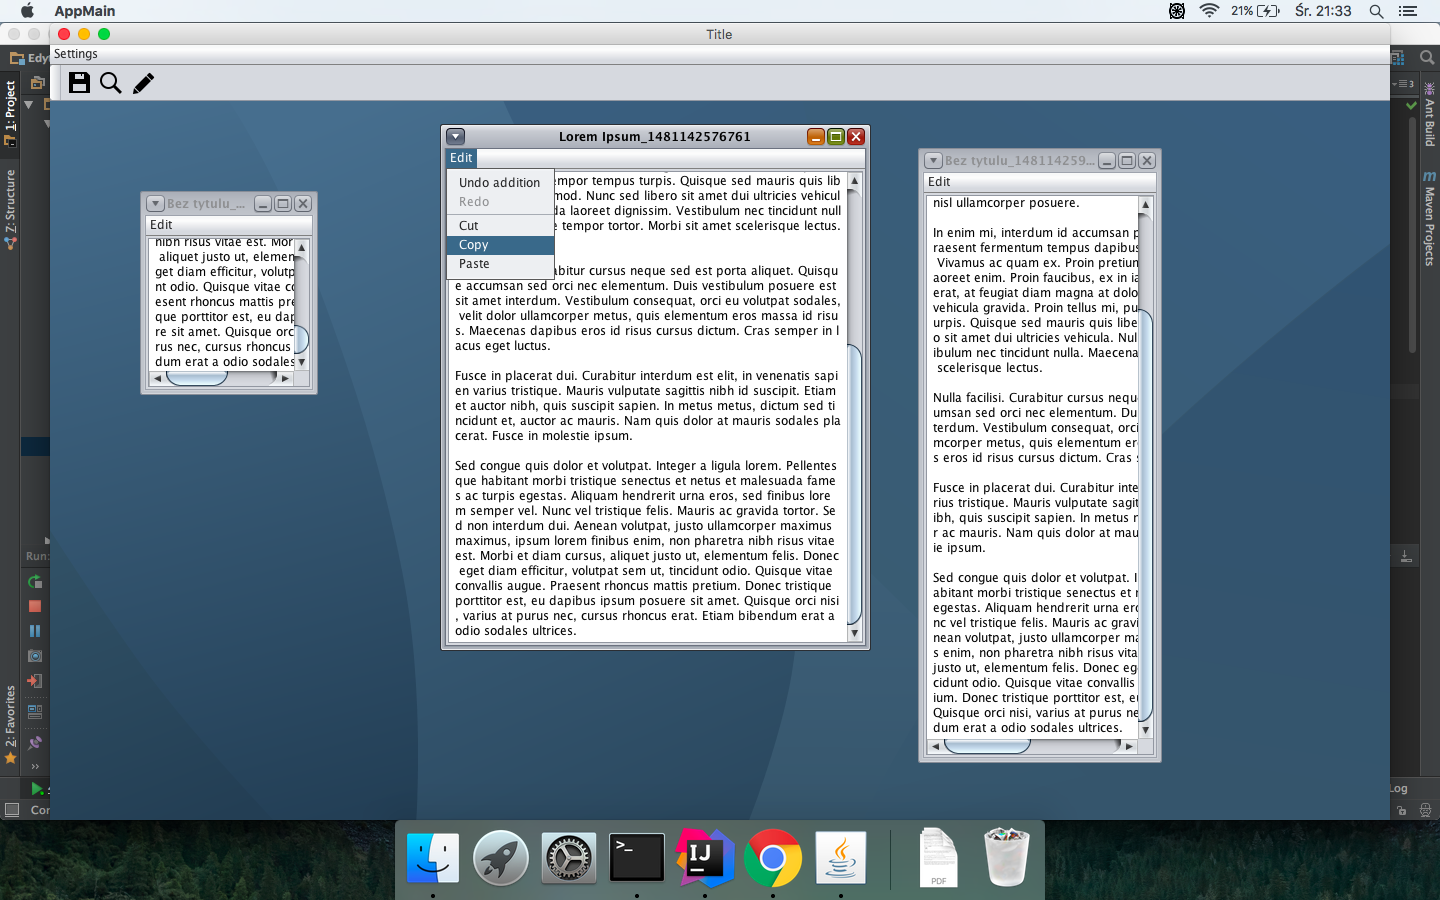 AppMain
21%
Śr. 21:33
Title
Edy
Settings
1: Project
Z: Structure
2: Favorites
Run:
Cor
3
Ant Build
Maven Projects
Log
Bez tytulu_...
Edit
nibh risus vitae est. Mor
aliquet justo ut, elemen
get diam efficitur, volutp
nt odio. Quisque vitae co
esent rhoncus mattis pre
que porttitor est, eu dap
re sit amet. Quisque orc
rus nec, cursus rhoncus
dum erat a odio sodales
Lorem Ipsum_1481142576761
Edit
Undo addition
Redo
Cut
Copy
Paste
empor tempus turpis. Quisque sed mauris quis lib
mod. Nunc sed libero sit amet dui ultricies vehicul
da laoreet dignissim. Vestibulum nec tincidunt null
e tempor tortor. Morbi sit amet scelerisque lectus.
abitur cursus neque sed est porta aliquet. Quisqu
e accumsan sed orci nec elementum. Duis vestibulum posuere est
sit amet interdum. Vestibulum consequat, orci eu volutpat sodales,
velit dolor ullamcorper metus, quis elementum eros massa id risu
s. Maecenas dapibus eros id risus cursus dictum. Cras semper in l
acus eget luctus.
Fusce in placerat dui. Curabitur interdum est elit, in venenatis sapi
en varius tristique. Mauris vulputate sagittis nibh id suscipit. Etiam
et auctor nibh, quis suscipit sapien. In metus metus, dictum sed ti
ncidunt et, auctor ac mauris. Nam quis dolor at mauris sodales pla
cerat. Fusce in molestie ipsum.
Sed congue quis dolor et volutpat. Integer a ligula lorem. Pellentes
que habitant morbi tristique senectus et netus et malesuada fame
s ac turpis egestas. Aliquam hendrerit urna eros, sed finibus lore
m semper vel. Nunc vel tristique felis. Mauris ac gravida tortor. Se
d non interdum dui. Aenean volutpat, justo ullamcorper maximus
maximus, ipsum lorem finibus enim, non pharetra nibh risus vitae
est. Morbi et diam cursus, aliquet justo ut, elementum felis. Donec
eget diam efficitur, volutpat sem ut, tincidunt odio. Quisque vitae
convallis augue. Praesent rhoncus mattis pretium. Donec tristique
porttitor est, eu dapibus ipsum posuere sit amet. Quisque orci nisi
, varius at purus nec, cursus rhoncus erat. Etiam bibendum erat a
odio sodales ultrices.
Bez tytulu_148114259...
Edit
nisl ullamcorper posuere.
In enim mi, interdum id accumsan p
raesent fermentum tempus dapibus
Vivamus ac quam ex. Proin pretium
aoreet enim. Proin faucibus, ex in ia
erat, at feugiat diam magna at dolo
vehicula gravida. Proin tellus mi, pu
urpis. Quisque sed mauris quis libe
o sit amet dui ultricies vehicula. Nul
ibulum nec tincidunt nulla. Maecena
scelerisque lectus.
Nulla facilisi. Curabitur cursus nequ
umsan sed orci nec elementum. Du
terdum. Vestibulum consequat, orci
mcorper metus, quis elementum er
s eros id risus cursus dictum. Cras s
Fusce in placerat dui. Curabitur inte
rius tristique. Mauris vulputate sagit
ibh, quis suscipit sapien. In metus m
r ac mauris. Nam quis dolor at mau
ie ipsum.
Sed congue quis dolor et volutpat. I
abitant morbi tristique senectus et n
egestas. Aliquam hendrerit urna ero
nc vel tristique felis. Mauris ac gravi
nean volutpat, justo ullamcorper ma
s enim, non pharetra nibh risus vita
justo ut, elementum felis. Donec eg
cidunt odio. Quisque vitae convallis
ium. Donec tristique porttitor est, eu
Quisque orci nisi, varius at purus ne
dum erat a odio sodales ultrices.
>_
IJ
PDF